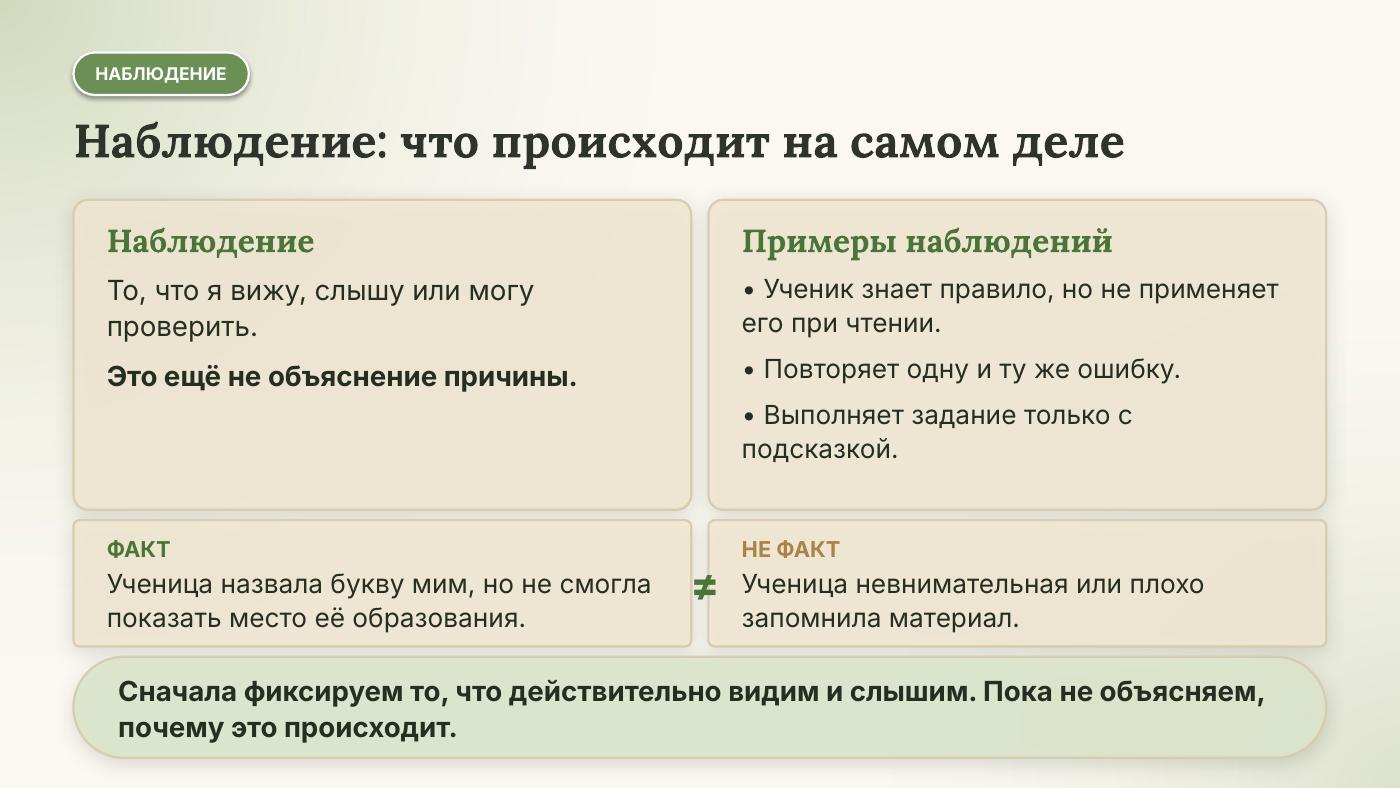 НАБЛЮДЕНИЕ
Наблюдение: что происходит на самом деле
Наблюдение
То, что я вижу, слышу или могу
проверить.
Это ещё не объяснение причины.
Примеры наблюдений
• Ученик знает правило, но не применяет
его при чтении.
• Повторяет одну и ту же ошибку.
• Выполняет задание только с
подсказкой.
ФАКТ
Ученица назвала букву мим, но не смогла
показать место её образования.
≠
НЕ ФАКТ
Ученица невнимательная или плохо
запомнила материал.
Сначала фиксируем то, что действительно видим и слышим. Пока не объясняем,
почему это происходит.